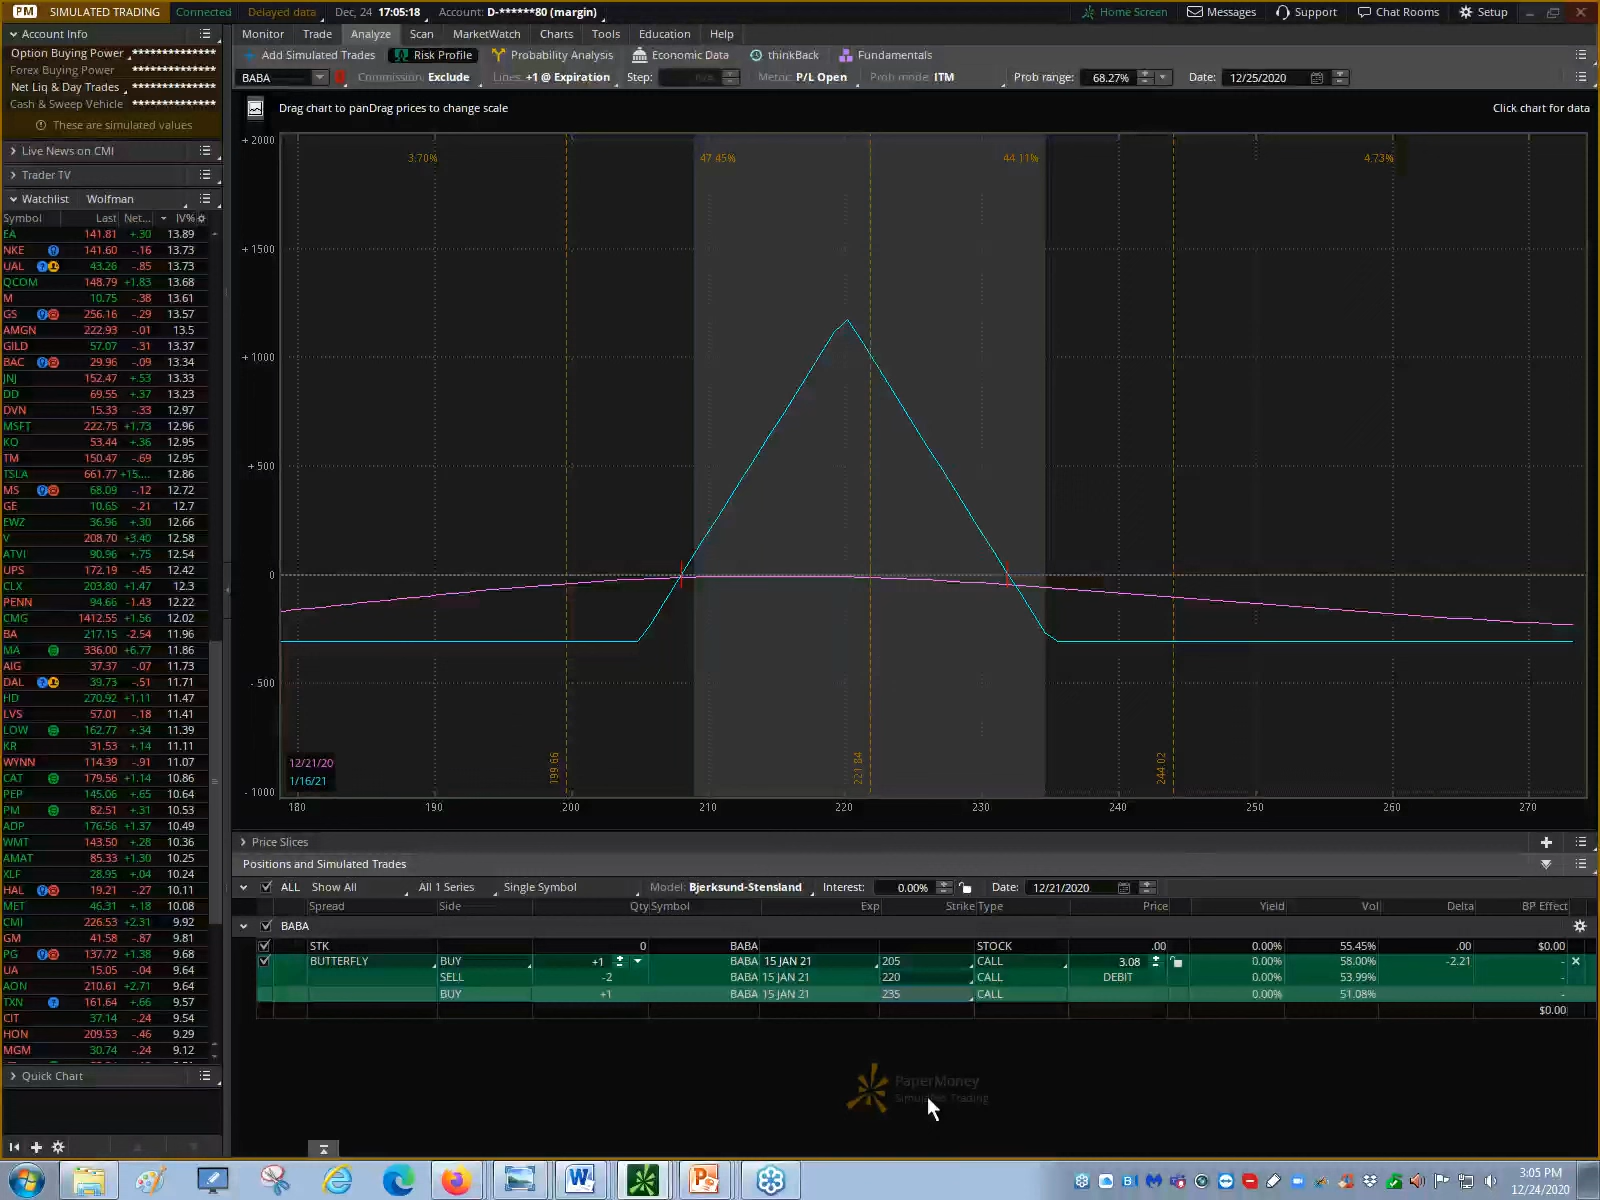 PM SIMULATED TRADING Connected Delayed data Dec, 24 17:05:18 Account: D-******80 (margin) Home Screen Messages Support Chat Rooms Setup
Account Info
Option Buying Power **************
Forex Buying Power **************
Net Liq & Day Trades **************
Cash & Sweep Vehicle **************
These are simulated values
Live News on CMI
Trader TV
Watchlist Wolfman
Symbol Last Net... IV%
EA 141.81 +.30 13.89
NKE 141.60 -.16 13.73
UAL 43.26 -.85 13.73
QCOM 148.79 +1.83 13.68
M 10.75 -.38 13.61
GS 256.16 -.29 13.57
AMGN 222.93 -.01 13.5
GILD 57.07 -.31 13.37
BAC 29.96 -.09 13.34
JNJ 152.47 +.53 13.33
DD 69.55 +.37 13.23
DVN 15.33 -.33 12.97
MSFT 222.75 +1.73 12.96
KO 53.44 +.36 12.95
TM 150.47 -.69 12.95
TSLA 661.77 +15.... 12.86
MS 68.09 -.12 12.72
GE 10.65 -.21 12.7
EWZ 36.96 +.30 12.66
V 208.70 +3.40 12.58
ATVI 90.96 +.75 12.54
UPS 172.19 -.45 12.42
CLX 203.80 +1.47 12.3
PENN 94.66 -1.43 12.22
CMG 1412.55 +1.56 12.02
BA 217.15 -2.54 11.96
MA 336.00 +6.77 11.86
AIG 37.37 -.07 11.73
DAL 39.73 -.51 11.71
HD 270.92 +1.11 11.47
LVS 57.01 -.18 11.41
LOW 162.77 +.34 11.39
KR 31.53 +.14 11.11
WYNN 114.39 -.91 11.07
CAT 179.56 +1.14 10.86
PEP 145.06 +.65 10.64
PM 82.51 +.31 10.53
ADP 176.56 +1.37 10.49
WMT 143.50 +.28 10.36
AMAT 85.33 +1.30 10.25
XLF 28.95 +.04 10.24
HAL 19.21 -.27 10.11
MET 46.31 +.18 10.08
CMI 226.53 +2.31 9.92
GM 41.58 -.87 9.81
PG 137.72 +1.38 9.68
UA 15.05 -.04 9.64
AON 210.61 +2.71 9.64
TXN 161.64 +.66 9.57
CIT 37.14 -.24 9.54
HON 209.53 -.46 9.29
MGM 30.74 -.24 9.12
Quick Chart
Monitor Trade Analyze Scan MarketWatch Charts Tools Education Help
Add Simulated Trades Risk Profile Probability Analysis Economic Data thinkBack Fundamentals
BABA Commission: Exclude Lines: +1 @ Expiration Step: Metric: P/L Open Prob mode: ITM Prob range: 68.27% Date: 12/25/2020
Drag chart to panDrag prices to change scale Click chart for data
+2000
3.70% 47.45% 44.11% 4.73%
+1500
+1000
+500
0
-500
199.66 221.84 244.02
12/21/20
1/16/21
-1000
180 190 200 210 220 230 240 250 260 270
Price Slices
Positions and Simulated Trades
ALL Show All All 1 Series Single Symbol Model: Bjerksund-Stensland Interest: 0.00% Date: 12/21/2020
Spread Side Qty Symbol Exp Strike Type Price Yield Vol Delta BP Effect
BABA
STK 0 BABA STOCK .00 0.00% 55.45% .00 $0.00
BUTTERFLY BUY +1 BABA 15 JAN 21 205 CALL 3.08 0.00% 58.00% -2.21 -
SELL -2 BABA 15 JAN 21 220 CALL DEBIT 0.00% 53.99% -
BUY +1 BABA 15 JAN 21 235 CALL 0.00% 51.08% -
$0.00
PaperMoney
Simulated Trading
3:05 PM
12/24/2020